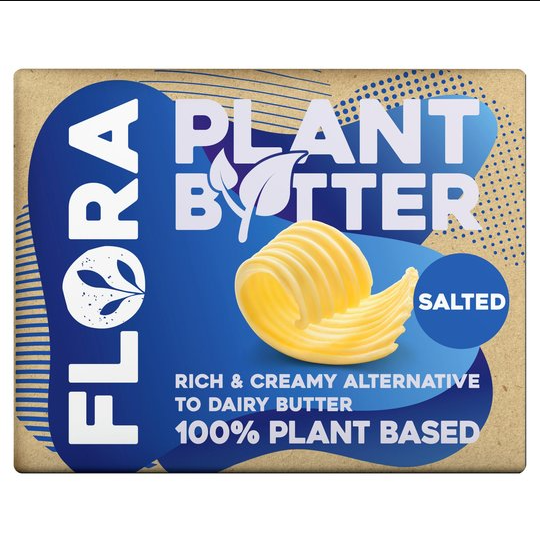 FLORA
PLANT
BUTTER
SALTED
RICH & CREAMY ALTERNATIVE
TO DAIRY BUTTER
100% PLANT BASED